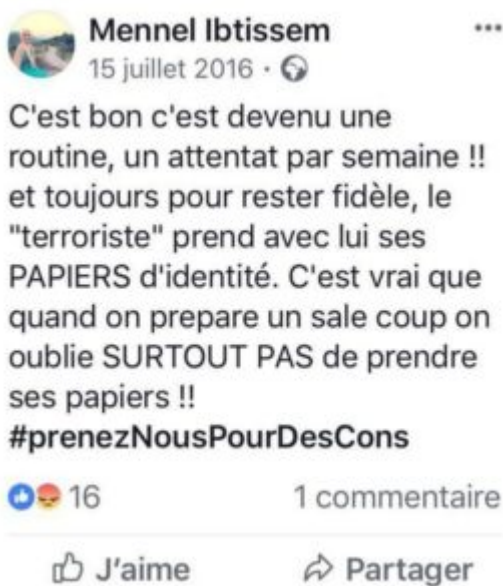 Mennel Ibtissem
15 juillet 2016 ·
C'est bon c'est devenu une
routine, un attentat par semaine !!
et toujours pour rester fidèle, le
"terroriste" prend avec lui ses
PAPIERS d'identité. C'est vrai que
quand on prepare un sale coup on
oublie SURTOUT PAS de prendre
ses papiers !!
#prenezNousPourDesCons
16 1 commentaire
J'aime Partager